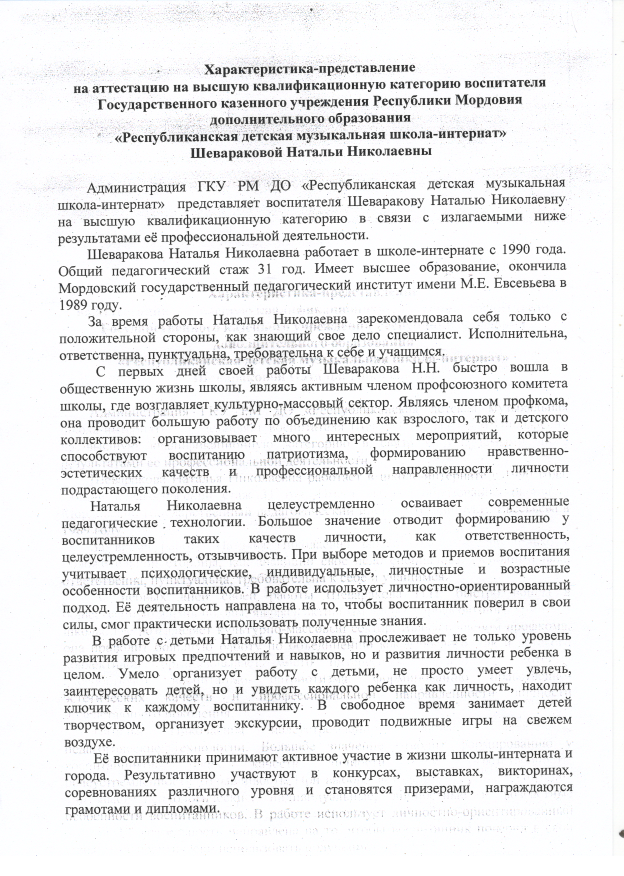 Характеристика-представление
на аттестацию на высшую квалификационную категорию воспитателя
Государственного казенного учреждения Республики Мордовия
дополнительного образования
«Республиканская детская музыкальная школа-интернат»
Шевараковой Натальи Николаевны
Администрация ГКУ РМ ДО «Республиканская детская музыкальная
школа-интернат» представляет воспитателя Шеваракову Наталью Николаевну
на высшую квалификационную категорию в связи с излагаемыми ниже
результатами её профессиональной деятельности.
Шеваракова Наталья Николаевна работает в школе-интернате с 1990 года.
Общий педагогический стаж 31 год. Имеет высшее образование, окончила
Мордовский государственный педагогический институт имени М.Е. Евсевьева в
1989 году.
За время работы Наталья Николаевна зарекомендовала себя только с
положительной стороны, как знающий свое дело специалист. Исполнительна,
ответственна, пунктуальна, требовательна к себе и учащимся.
С первых дней своей работы Шеваракова Н.Н. быстро вошла в
общественную жизнь школы, являясь активным членом профсоюзного комитета
школы, где возглавляет культурно-массовый сектор. Являясь членом профкома,
она проводит большую работу по объединению как взрослого, так и детского
коллективов: организовывает много интересных мероприятий, которые
способствуют воспитанию патриотизма, формированию нравственно-
эстетических качеств и профессиональной направленности личности
подрастающего поколения.
Наталья Николаевна целеустремленно осваивает современные
педагогические технологии. Большое значение отводит формированию у
воспитанников таких качеств личности, как ответственность,
целеустремленность, отзывчивость. При выборе методов и приемов воспитания
учитывает психологические, индивидуальные, личностные и возрастные
особенности воспитанников. В работе использует личностно-ориентированный
подход. Её деятельность направлена на то, чтобы воспитанник поверил в свои
силы, смог практически использовать полученные знания.
В работе с детьми Наталья Николаевна прослеживает не только уровень
развития игровых предпочтений и навыков, но и развития личности ребенка в
целом. Умело организует работу с детьми, не просто умеет увлечь,
заинтересовать детей, но и увидеть каждого ребенка как личность, находит
ключик к каждому воспитаннику. В свободное время занимает детей
творчеством, организует экскурсии, проводит подвижные игры на свежем
воздухе.
Её воспитанники принимают активное участие в жизни школы-интерната и
города. Результативно участвуют в конкурсах, выставках, викторинах,
соревнованиях различного уровня и становятся призерами, награждаются
грамотами и дипломами.